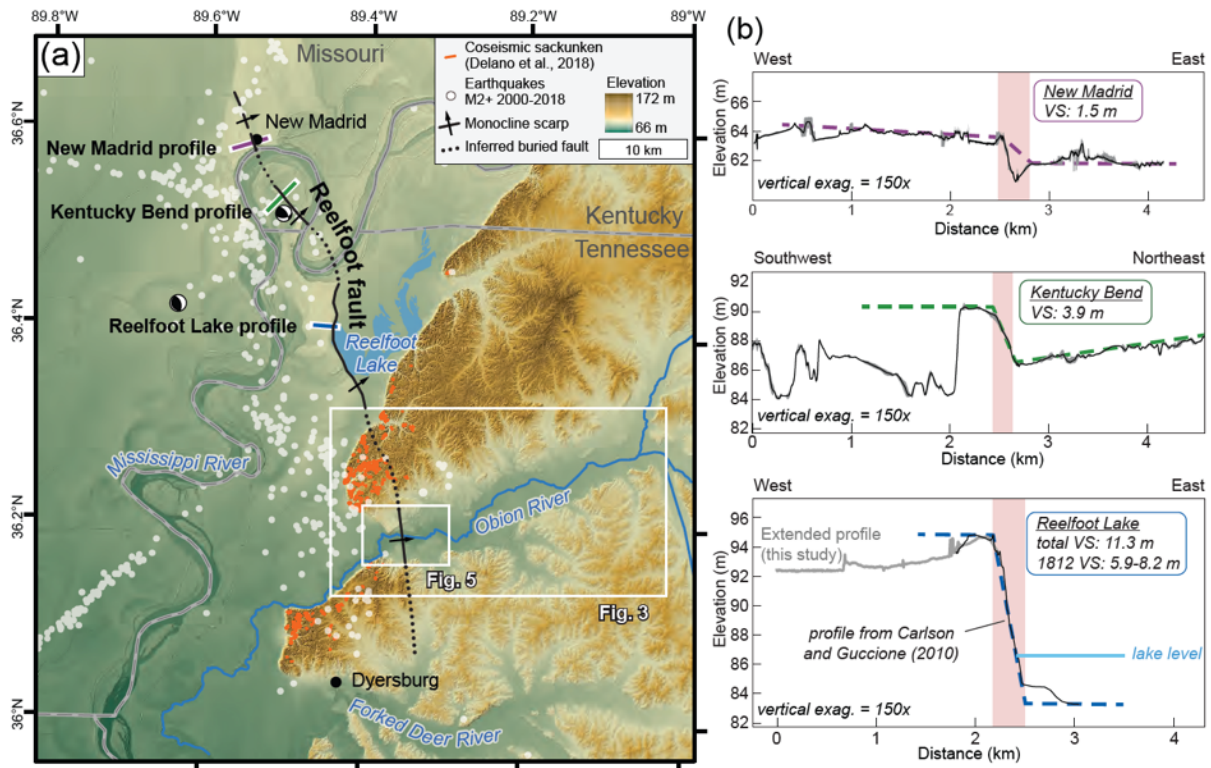 89.8°W
89.6°W
89.4°W
89.2°W
89°W
(a)
Missouri
Coseismic sackunken
(Delano et al., 2018)
Earthquakes
M2+ 2000-2018
Elevation
172 m
66 m
Monocline scarp
Inferred buried fault
10 km
36.6°N
36.4°N
36.2°N
36°N
New Madrid
New Madrid profile
Kentucky Bend profile
Reelfoot fault
Kentucky
Tennessee
Reelfoot Lake profile
Reelfoot
Lake
Mississippi River
Obion River
Fig. 5
Fig. 3
Dyersburg
Forked Deer River
(b)
West
East
New Madrid
VS: 1.5 m
Elevation (m)
66
64
62
vertical exag. = 150x
0
1
2
3
4
Distance (km)
Southwest
Northeast
Kentucky Bend
VS: 3.9 m
Elevation (m)
92
90
88
86
84
82
vertical exag. = 150x
0
1
2
3
4
Distance (km)
West
East
Reelfoot Lake
total VS: 11.3 m
1812 VS: 5.9-8.2 m
Extended profile
(this study)
Elevation (m)
96
94
92
90
88
86
84
82
profile from Carlson
and Guccione (2010)
lake level
vertical exag. = 150x
0
1
2
3
4
Distance (km)